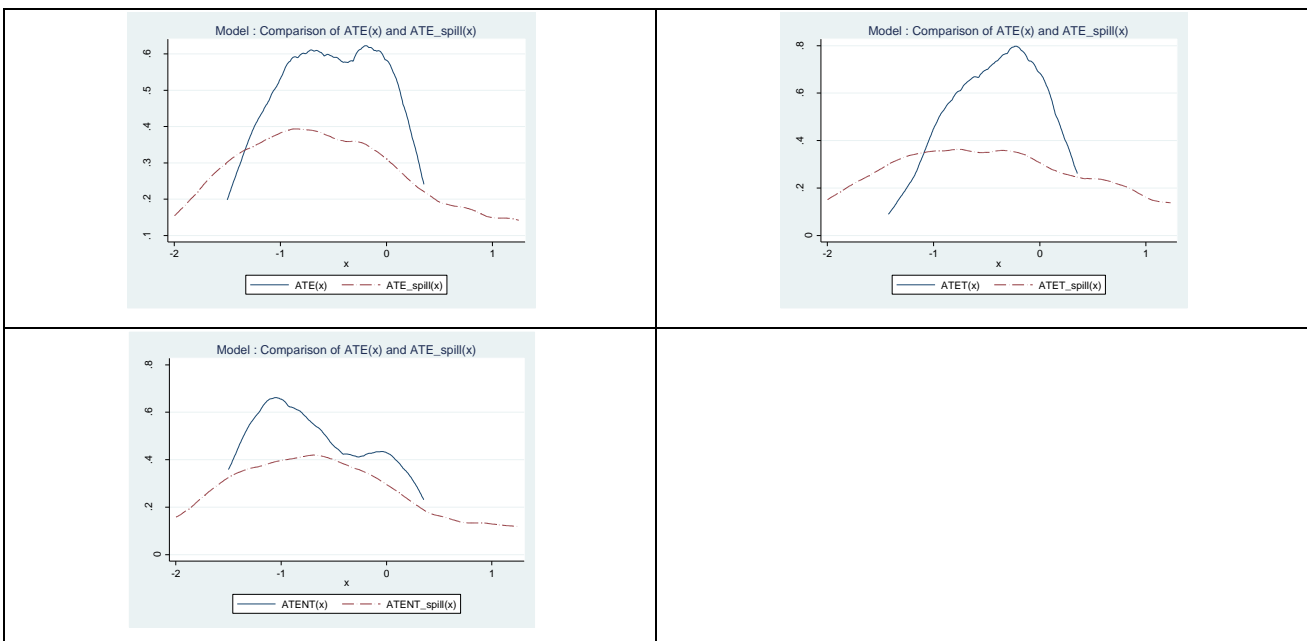 Model : Comparison of ATE(x) and ATE_spill(x)
.6
.5
.4
.3
.2
.1
-2 -1 0 1
x
ATE(x) ATE_spill(x)
Model : Comparison of ATE(x) and ATE_spill(x)
.8
.6
.4
.2
0
-2 -1 0 1
x
ATET(x) ATET_spill(x)
Model : Comparison of ATE(x) and ATE_spill(x)
.8
.6
.4
.2
0
-2 -1 0 1
x
ATENT(x) ATENT_spill(x)